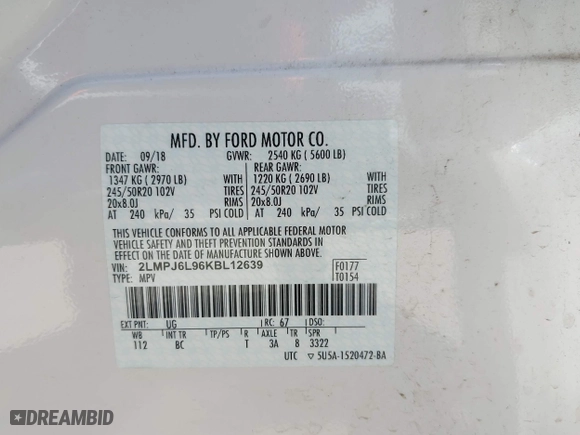 MFD. BY FORD MOTOR CO.
DATE: 09/18 GVWR: 2540 KG ( 5600 LB)
FRONT GAWR: REAR GAWR:
1347 KG ( 2970 LB) WITH 1220 KG ( 2690 LB) WITH
245/50R20 102V TIRES 245/50R20 102V TIRES
20x8.0J RIMS 20x8.0J RIMS
AT 240 kPa/ 35 PSI COLD AT 240 kPa/ 35 PSI COLD
THIS VEHICLE CONFORMS TO ALL APPLICABLE FEDERAL MOTOR
VEHICLE SAFETY AND THEFT PREVENTION STANDARDS IN
EFFECT ON THE DATE OF MANUFACTURE SHOWN ABOVE.
VIN: 2LMPJ6L96KBL12639 F0177
TYPE: MPV T0154
EXT PNT: UG RC: 67 DSO:
WB INT TR TP/PS R AXLE TR SPR
112 BC T 3A 8 3322
UTC ▽ 5U5A-1520472-BA
DREAMBID